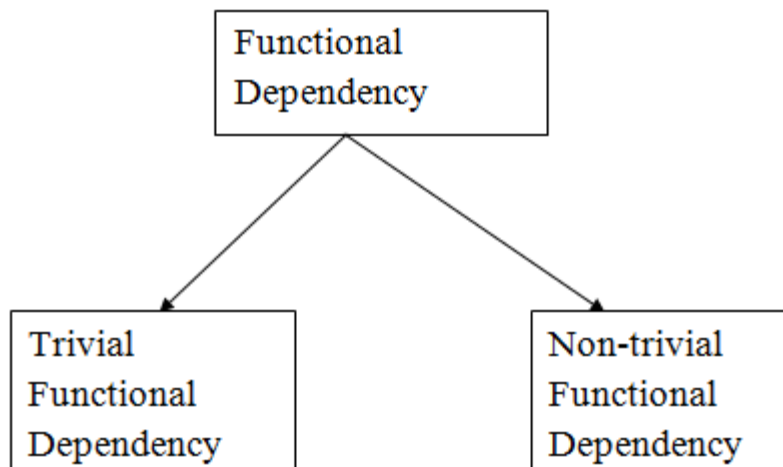 Functional
Dependency
Trivial
Functional
Dependency
Non-trivial
Functional
Dependency